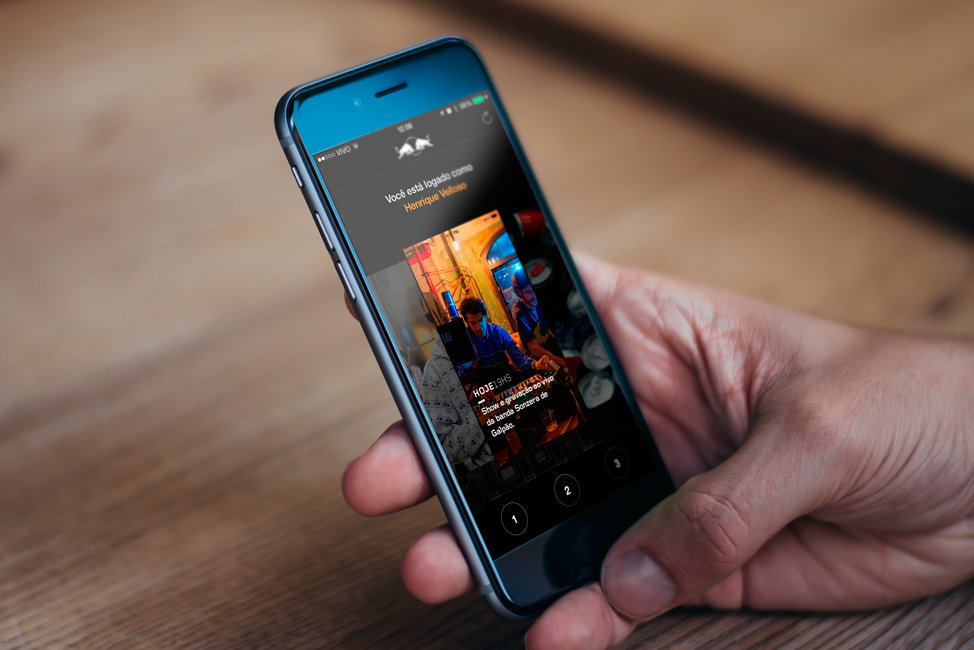 VIVO
12:58
Você está logado como
Henrique Velloso
HOJE 19HS
Show e gravação ao vivo
da banda Sonzera de
Galpão.
1
2
3